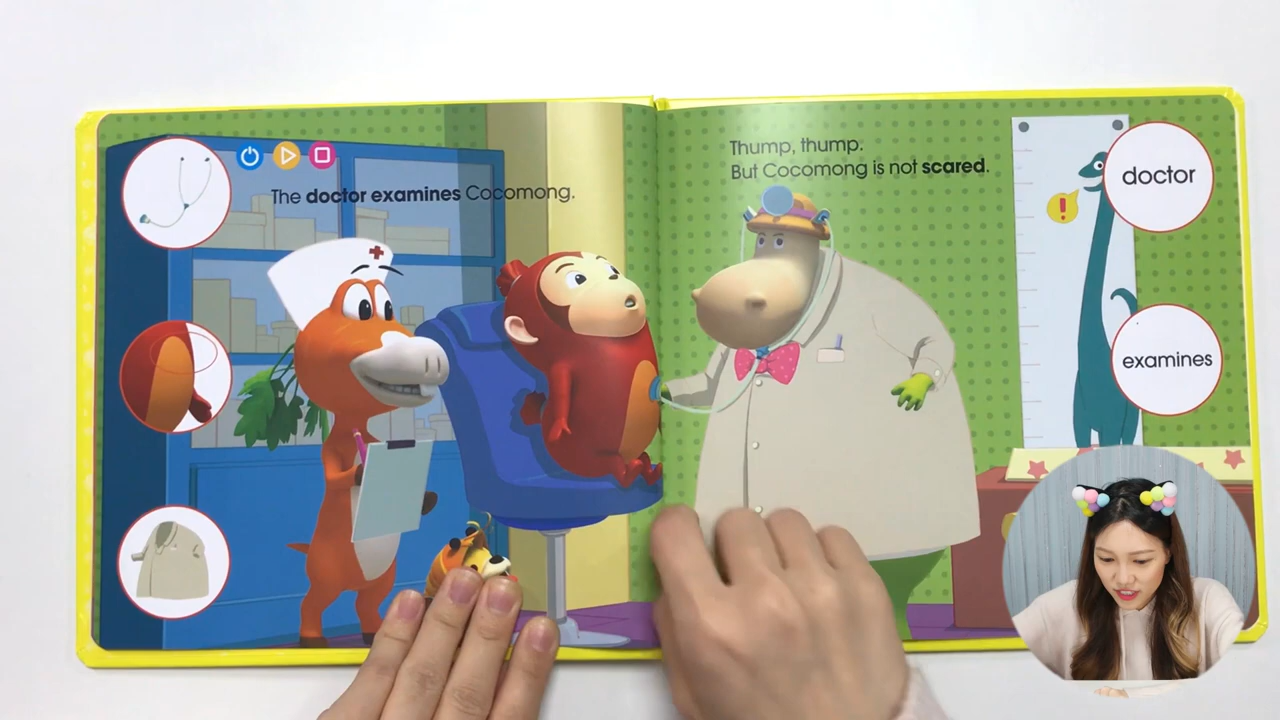 The doctor examines Cocomong.
Thump, thump.
But Cocomong is not scared.
!
doctor
examines